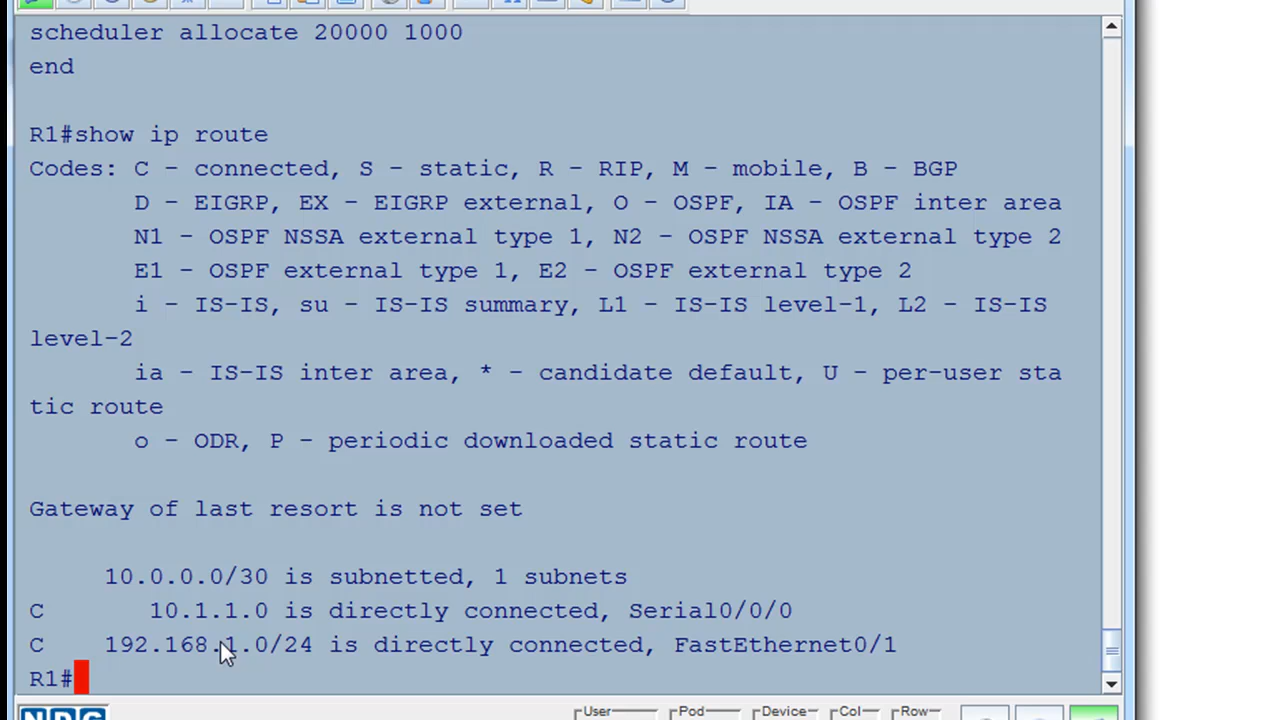 scheduler allocate 20000 1000
end
R1#show ip route
Codes: C - connected, S - static, R - RIP, M - mobile, B - BGP
D - EIGRP, EX - EIGRP external, O - OSPF, IA - OSPF inter area
N1 - OSPF NSSA external type 1, N2 - OSPF NSSA external type 2
E1 - OSPF external type 1, E2 - OSPF external type 2
i - IS-IS, su - IS-IS summary, L1 - IS-IS level-1, L2 - IS-IS
level-2
ia - IS-IS inter area, * - candidate default, U - per-user sta
tic route
o - ODR, P - periodic downloaded static route
Gateway of last resort is not set
10.0.0.0/30 is subnetted, 1 subnets
C 10.1.1.0 is directly connected, Serial0/0/0
C 192.168.1.0/24 is directly connected, FastEthernet0/1
R1#
NDG User Pod Device Col Row